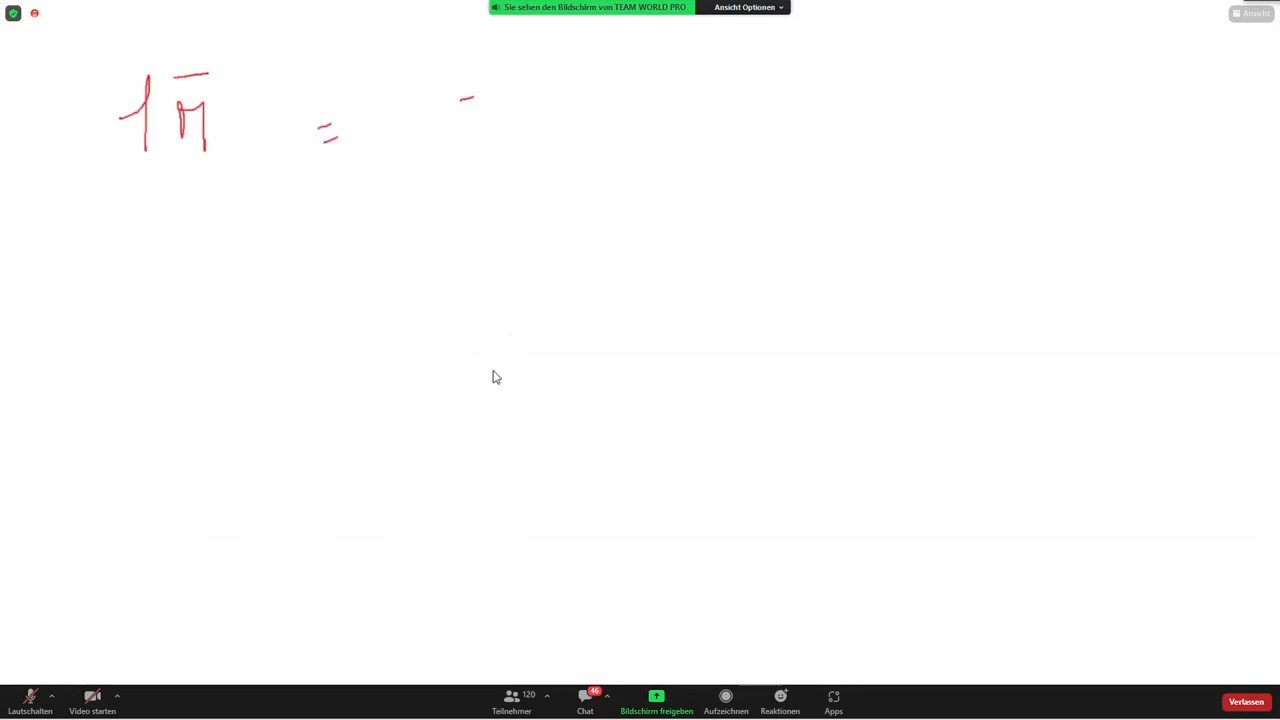 Sie sehen den Bildschirm von TEAM WORLD PRO
Ansicht Optionen
Ansicht
1 M =
Lautschalten
Video starten
120
Teilnehmer
46
Chat
Bildschirm freigeben
Aufzeichnen
Reaktionen
Apps
Verlassen